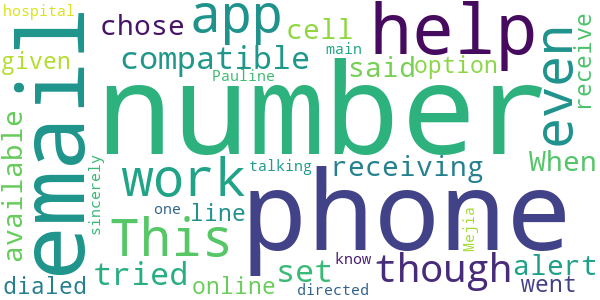 hospital
chose
app
cell
help
given
compatible
main
said
option
Pauline
email
number
even
receive
available
work
receiving
When
sincerely
talking
phone
This
one
line
Mejia
dialed
tried
online
set
know
though
alert
directed
went